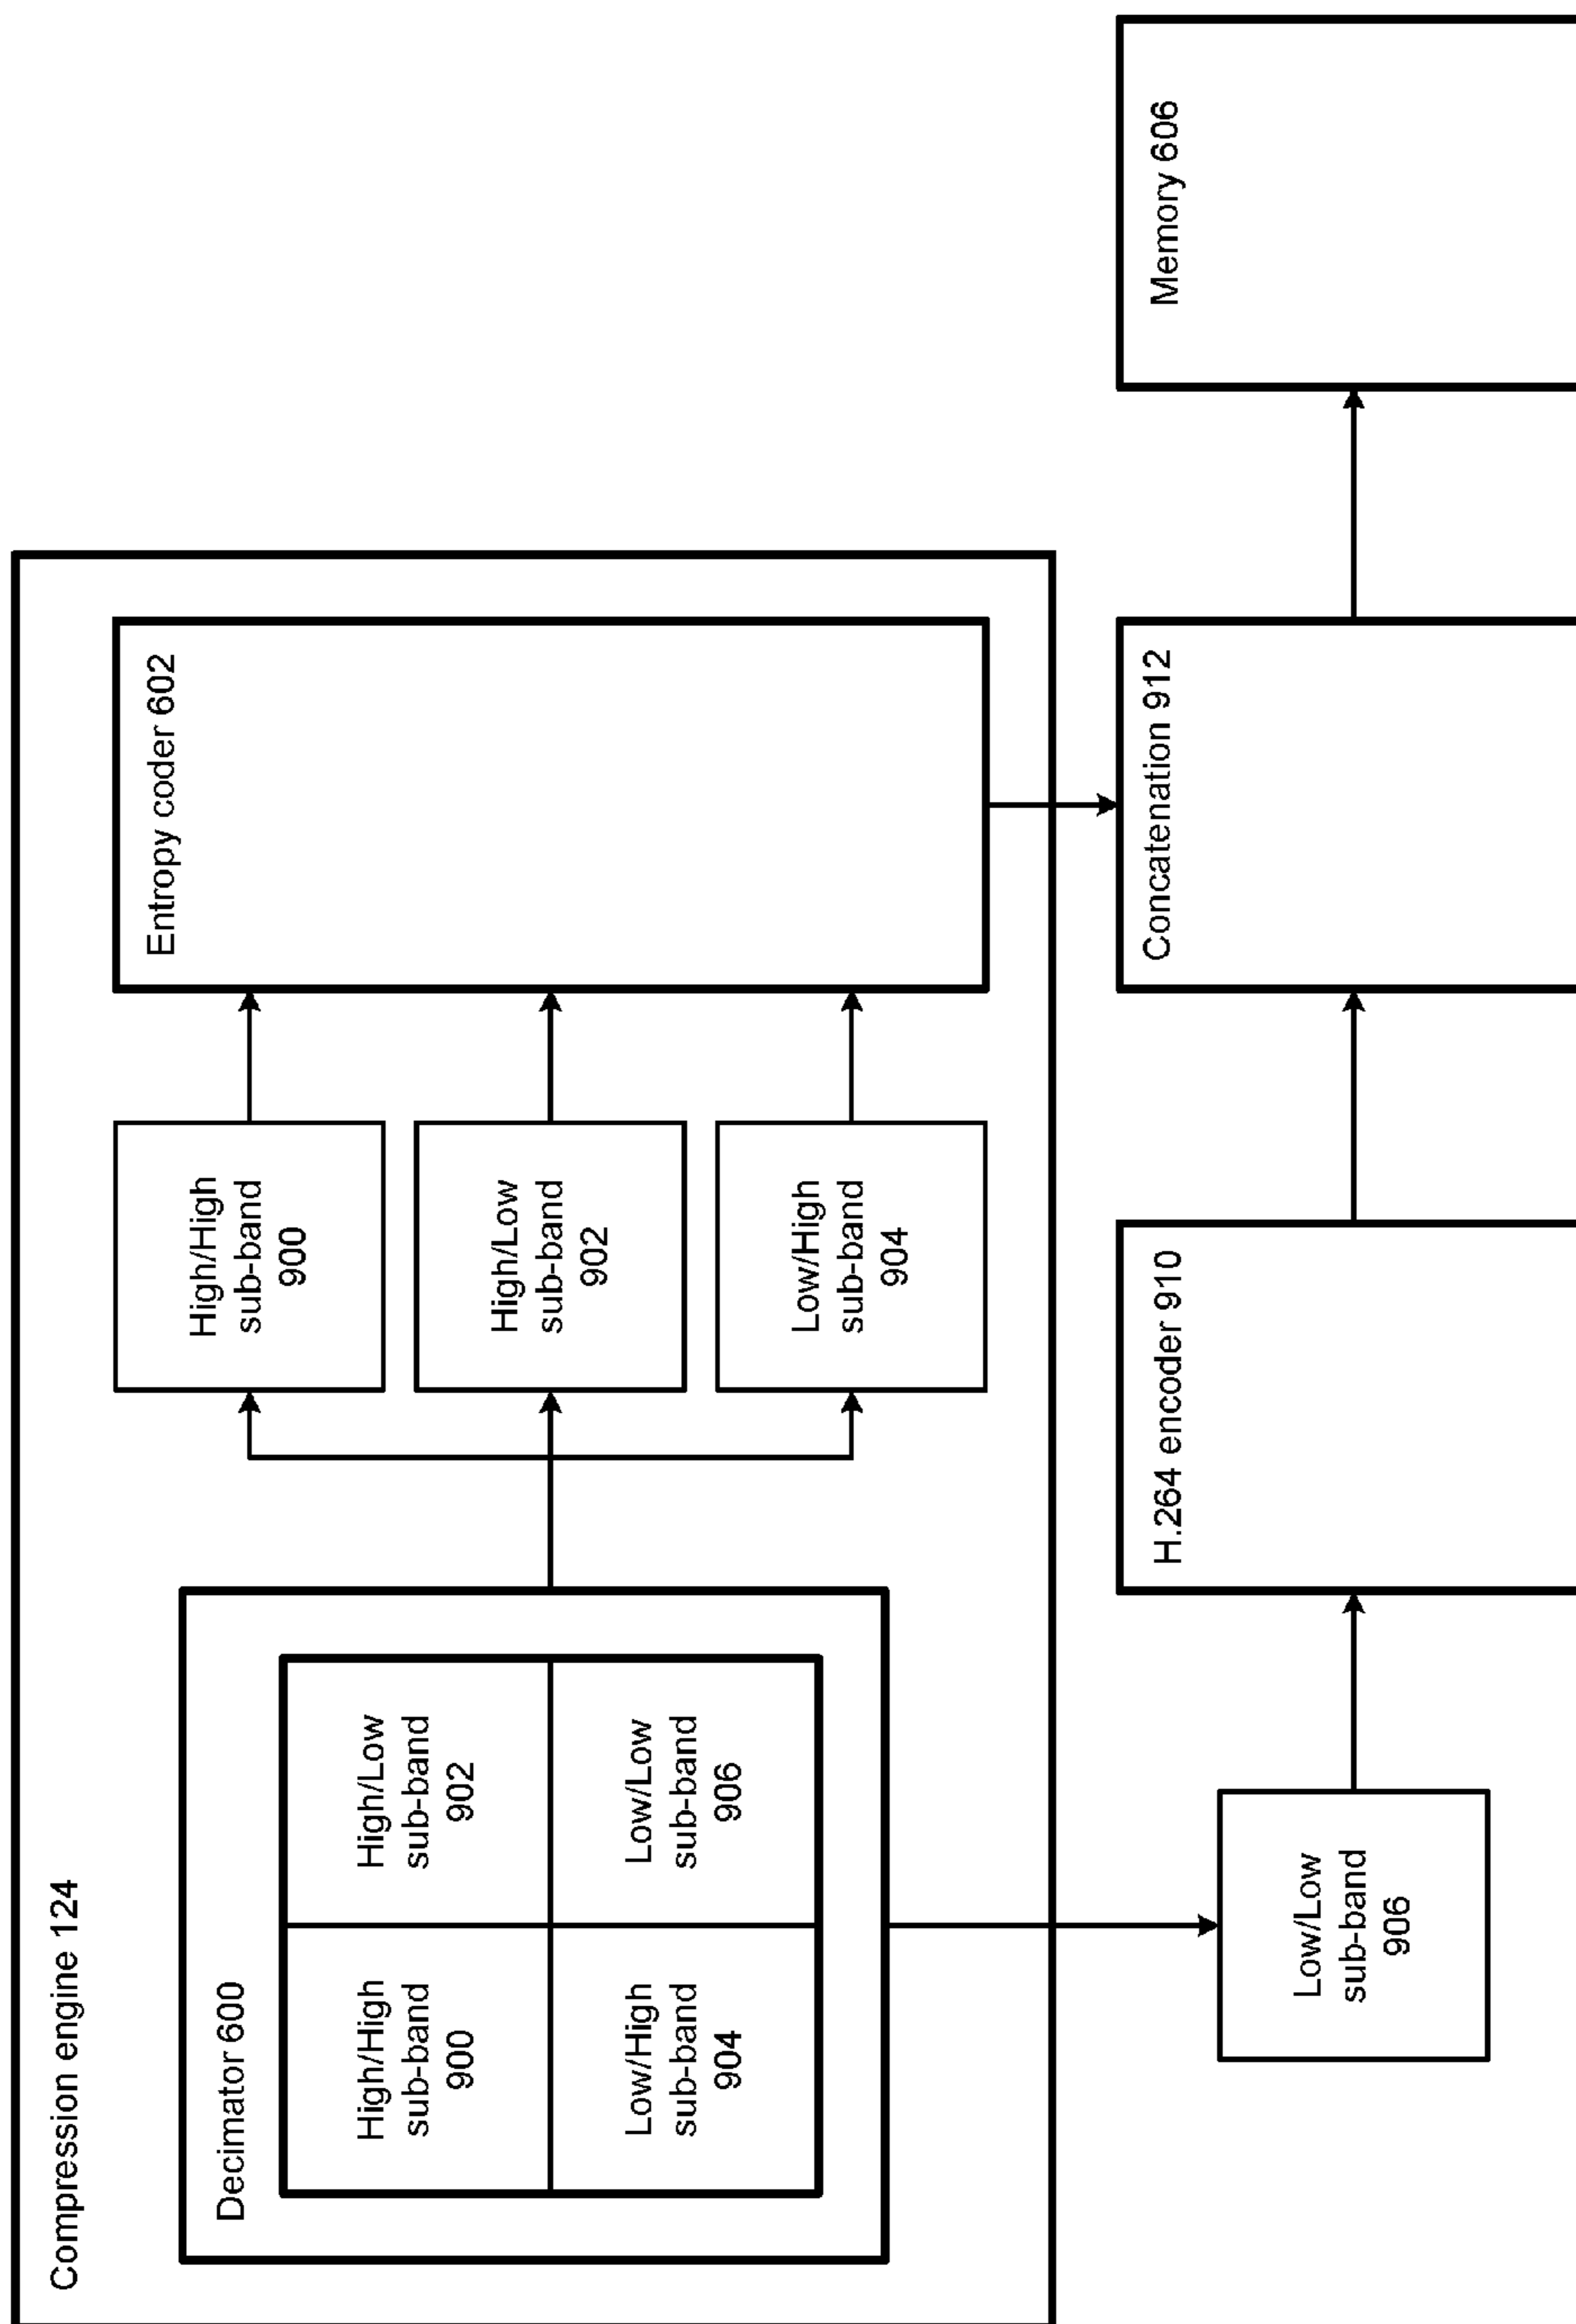 Compression engine 124
Decimator 600
High/High
sub-band
900
High/Low
sub-band
902
Low/High
sub-band
904
Low/Low
sub-band
906
High/High
sub-band
900
High/Low
sub-band
902
Low/High
sub-band
904
Entropy coder 602
Low/Low
sub-band
906
H.264 encoder 910
Concatenation 912
Memory 606